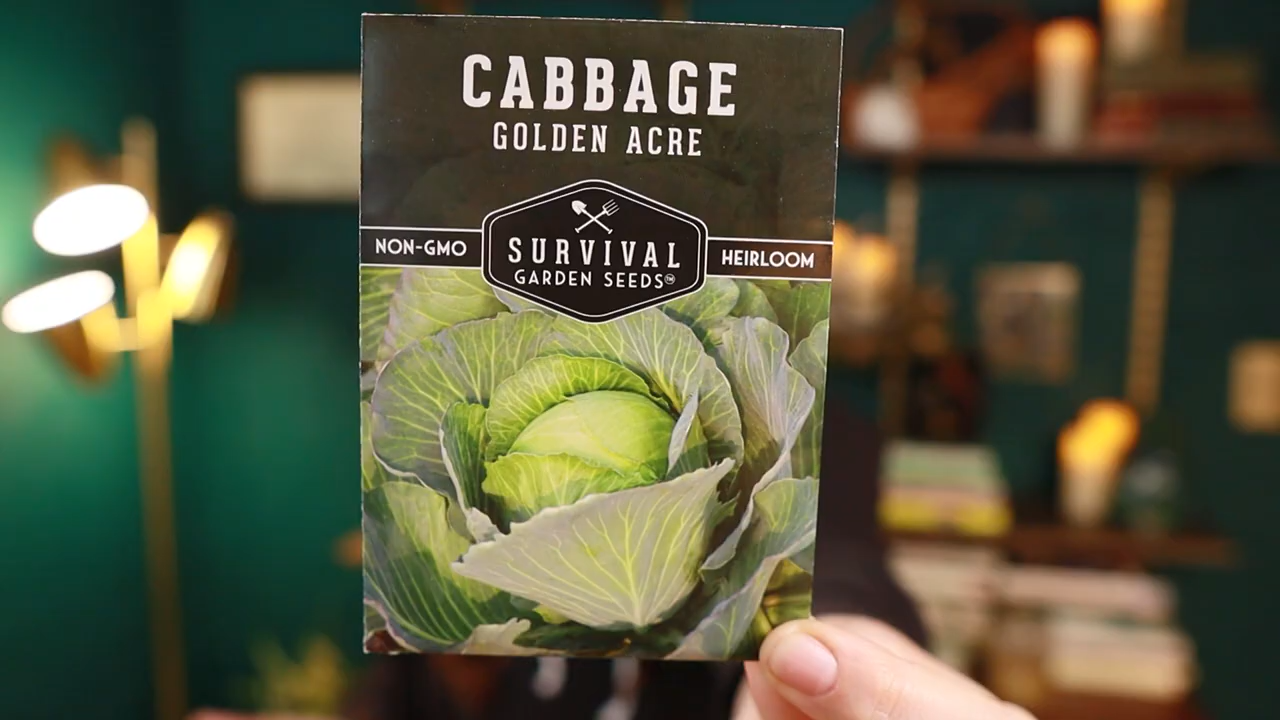 CABBAGE
GOLDEN ACRE
NON-GMO
SURVIVAL
GARDEN SEEDS™
HEIRLOOM